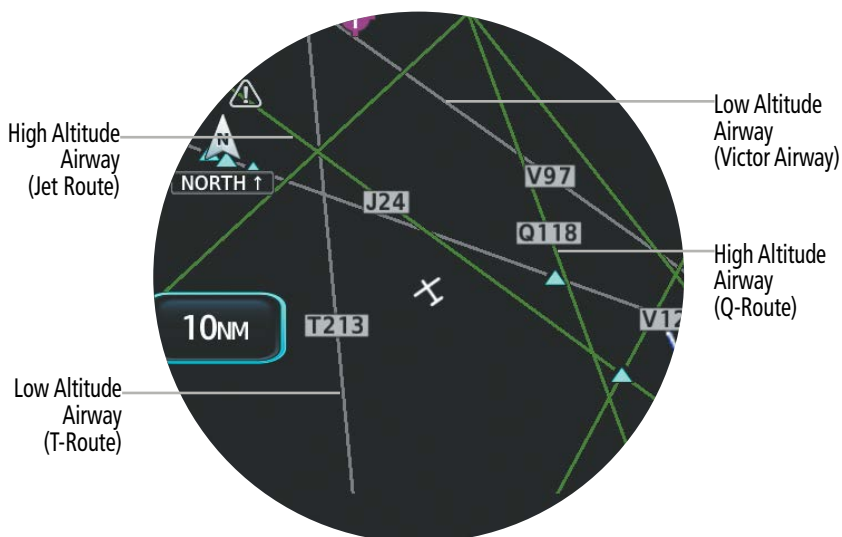 High Altitude
Airway
(Jet Route)
Low Altitude
Airway
(Victor Airway)
N
NORTH ↑
V97
J24
Q118
High Altitude
Airway
(Q-Route)
10NM
T213
V12
Low Altitude
Airway
(T-Route)